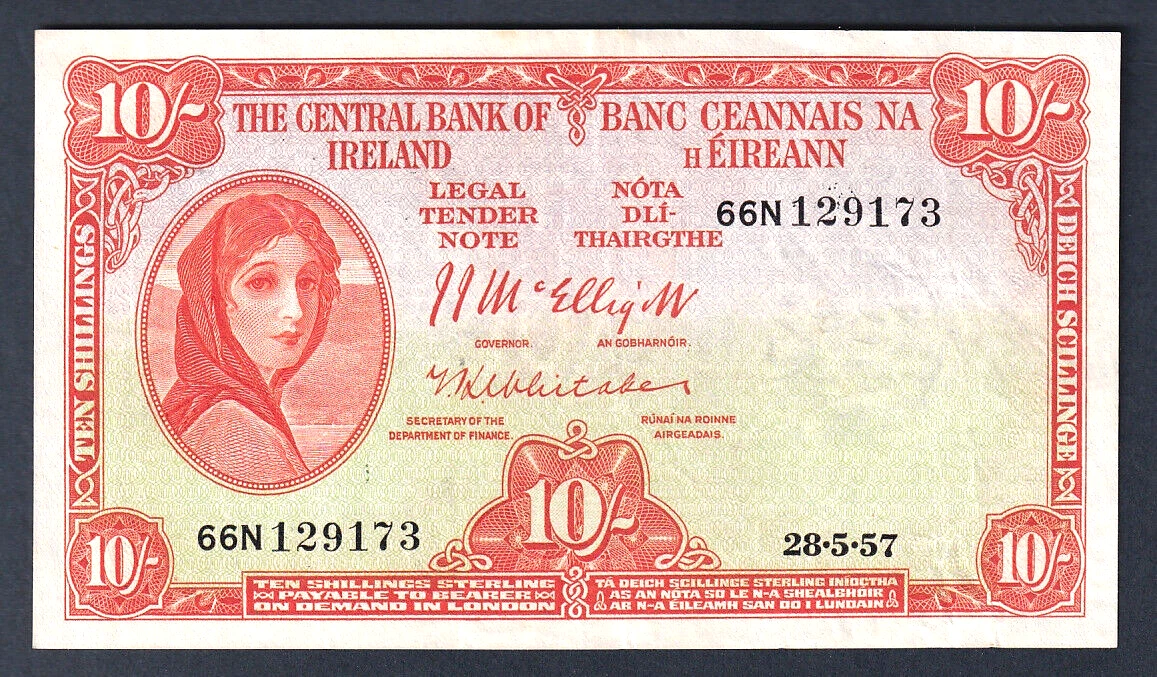 10/-
10/-
THE CENTRAL BANK OF
IRELAND
BANC CEANNAIS NA
H ÉIREANN
LEGAL
TENDER
NOTE
NÓTA
DLÍ-
THAIRGTHE
66N 129173
TEN SHILLINGS
DEICH SCILLINGE
JJ McElligott
GOVERNOR. AN GOBHARNÓIR.
T K Whitaker
SECRETARY OF THE
DEPARTMENT OF FINANCE.
RÚNAÍ NA ROINNE
AIRGEADAIS.
66N 129173
10/-
28·5·57
10/-
10/-
TEN SHILLINGS STERLING
PAYABLE TO BEARER
ON DEMAND IN LONDON
TÁ DEICH SCILLINGE STERLING INÍOCTHA
AS AN NÓTA SO LE N-A SHEALBHÓIR
AR N-A ÉILEAMH SAN DO I LUNDAIN